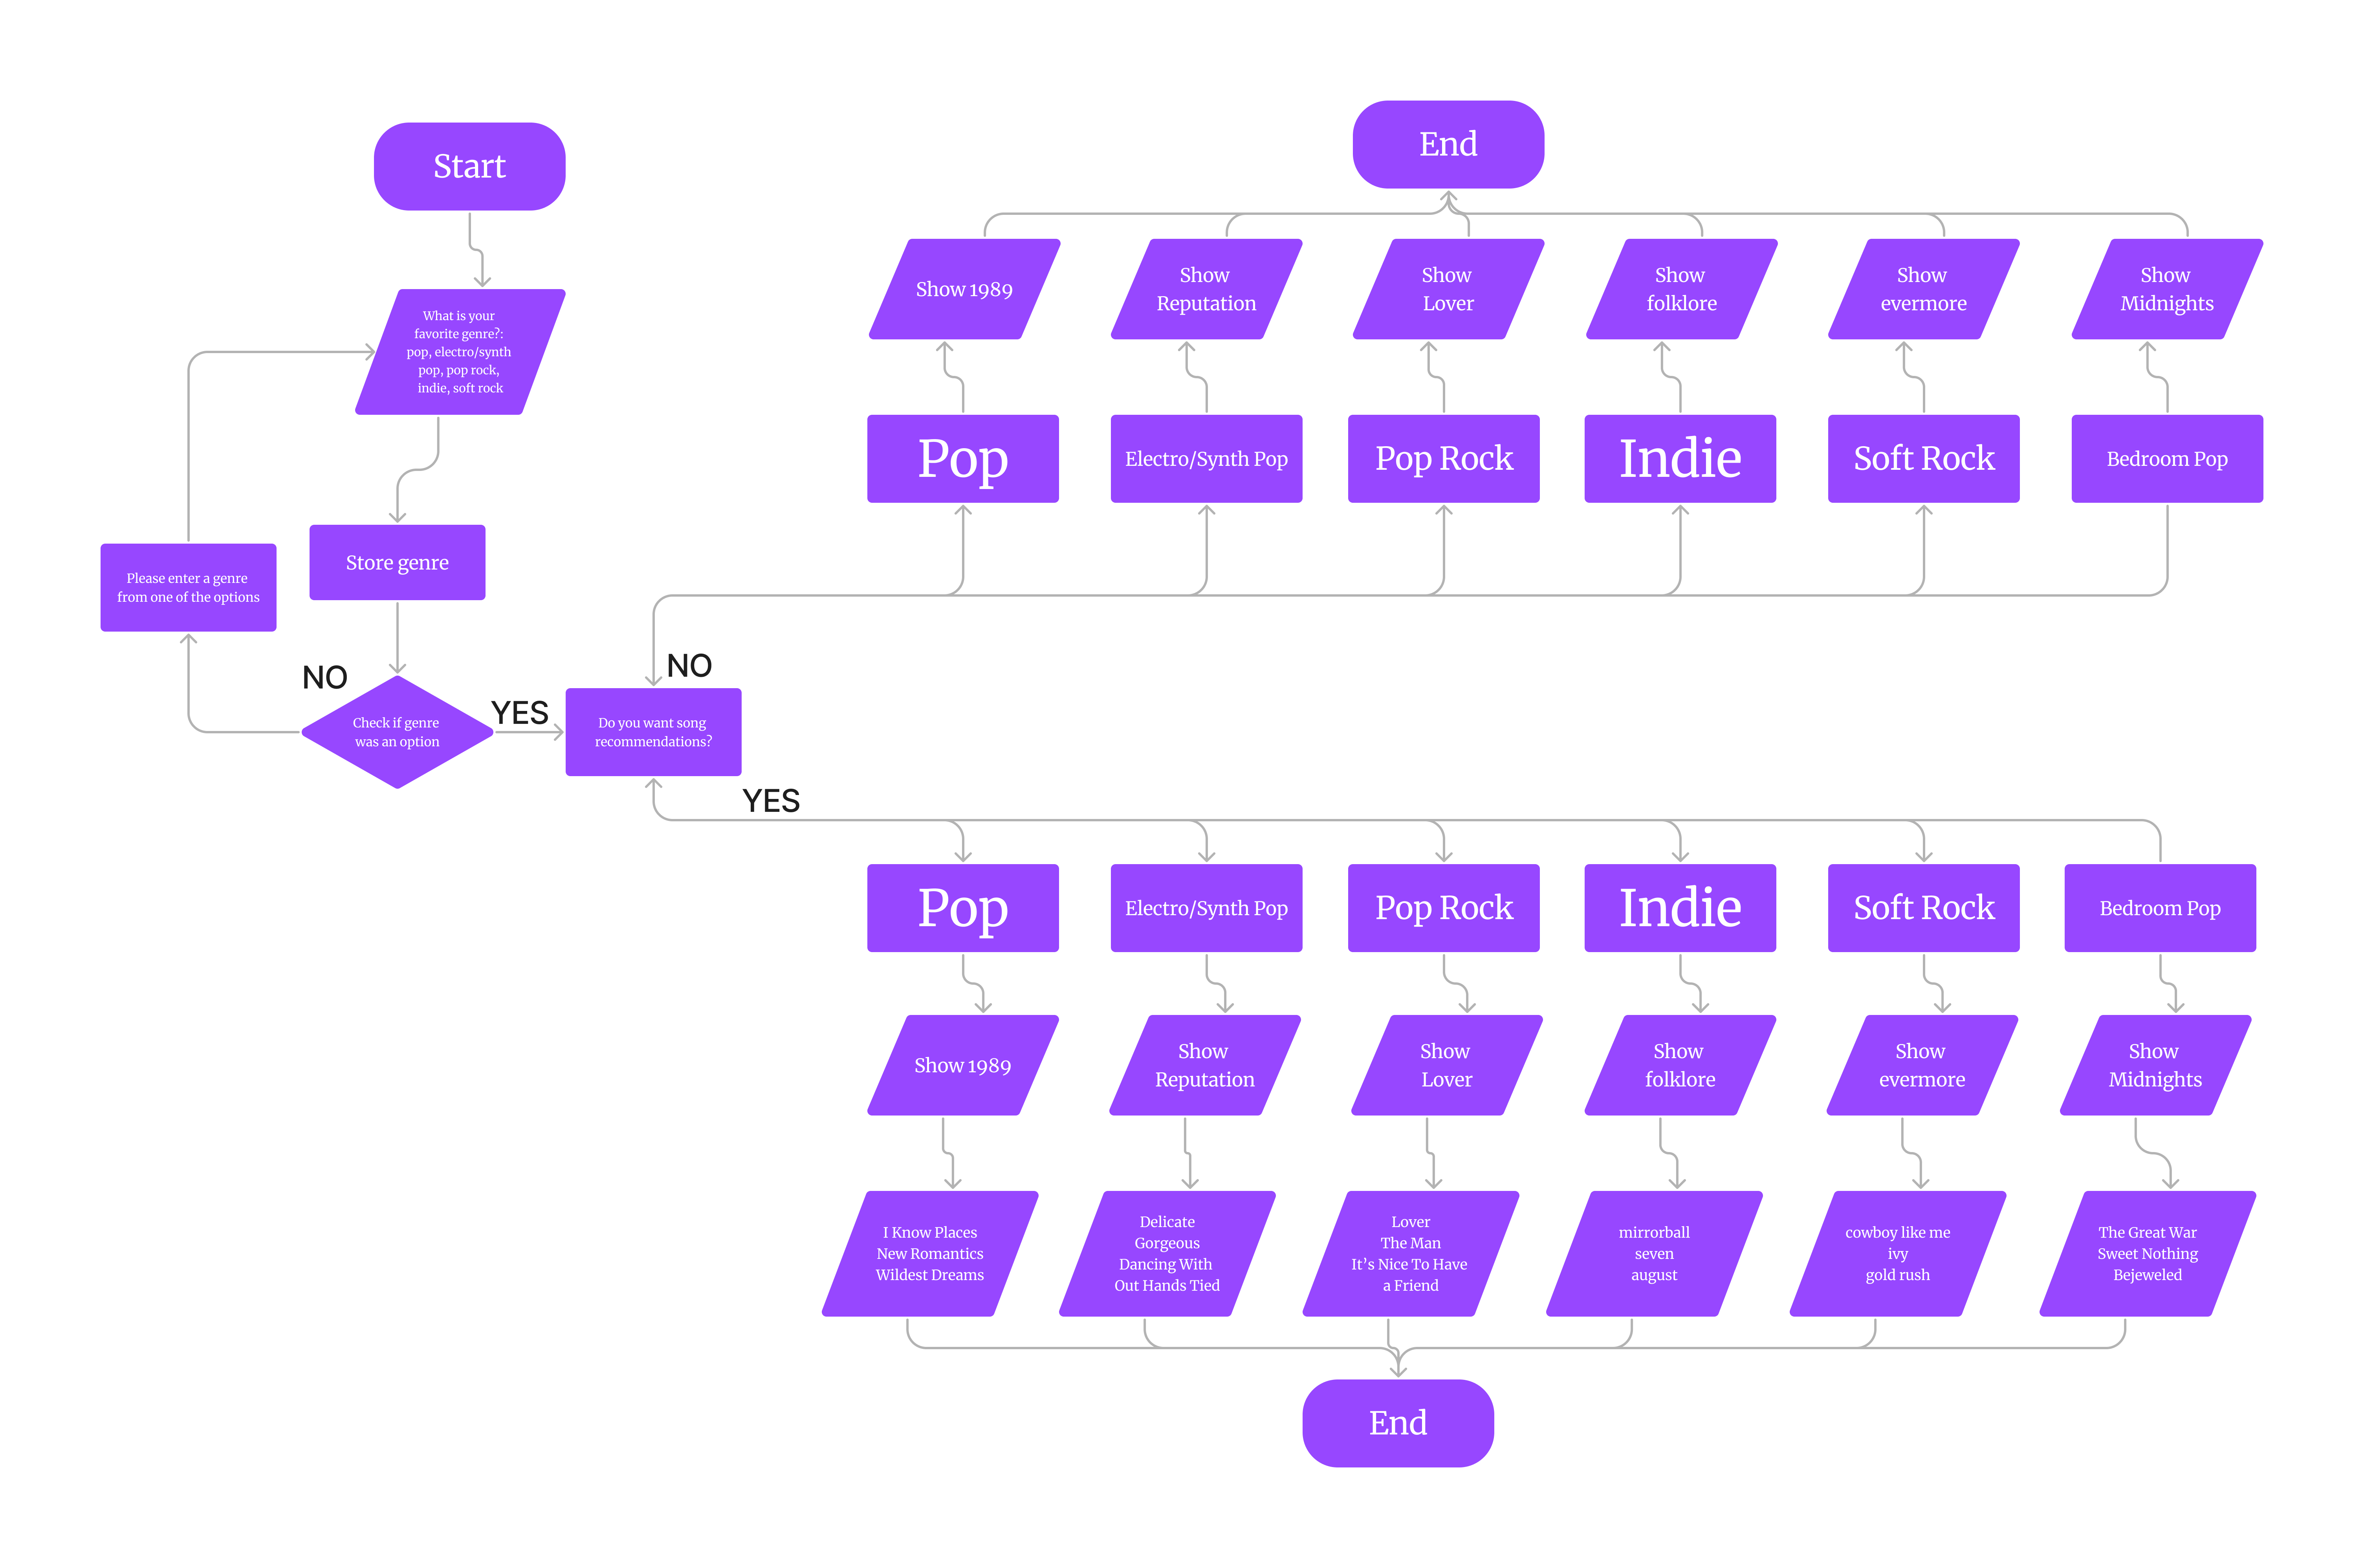 Start
What is your
favorite genre?:
pop, electro/synth
pop, pop rock,
indie, soft rock
Store genre
Please enter a genre
from one of the options
NO
Check if genre
was an option
YES
Do you want song
recommendations?
NO
YES
End
Show 1989
Show
Reputation
Show
Lover
Show
folklore
Show
evermore
Show
Midnights
Pop
Electro/Synth Pop
Pop Rock
Indie
Soft Rock
Bedroom Pop
Pop
Electro/Synth Pop
Pop Rock
Indie
Soft Rock
Bedroom Pop
Show 1989
Show
Reputation
Show
Lover
Show
folklore
Show
evermore
Show
Midnights
I Know Places
New Romantics
Wildest Dreams
Delicate
Gorgeous
Dancing With
Out Hands Tied
Lover
The Man
It's Nice To Have
a Friend
mirrorball
seven
august
cowboy like me
ivy
gold rush
The Great War
Sweet Nothing
Bejeweled
End